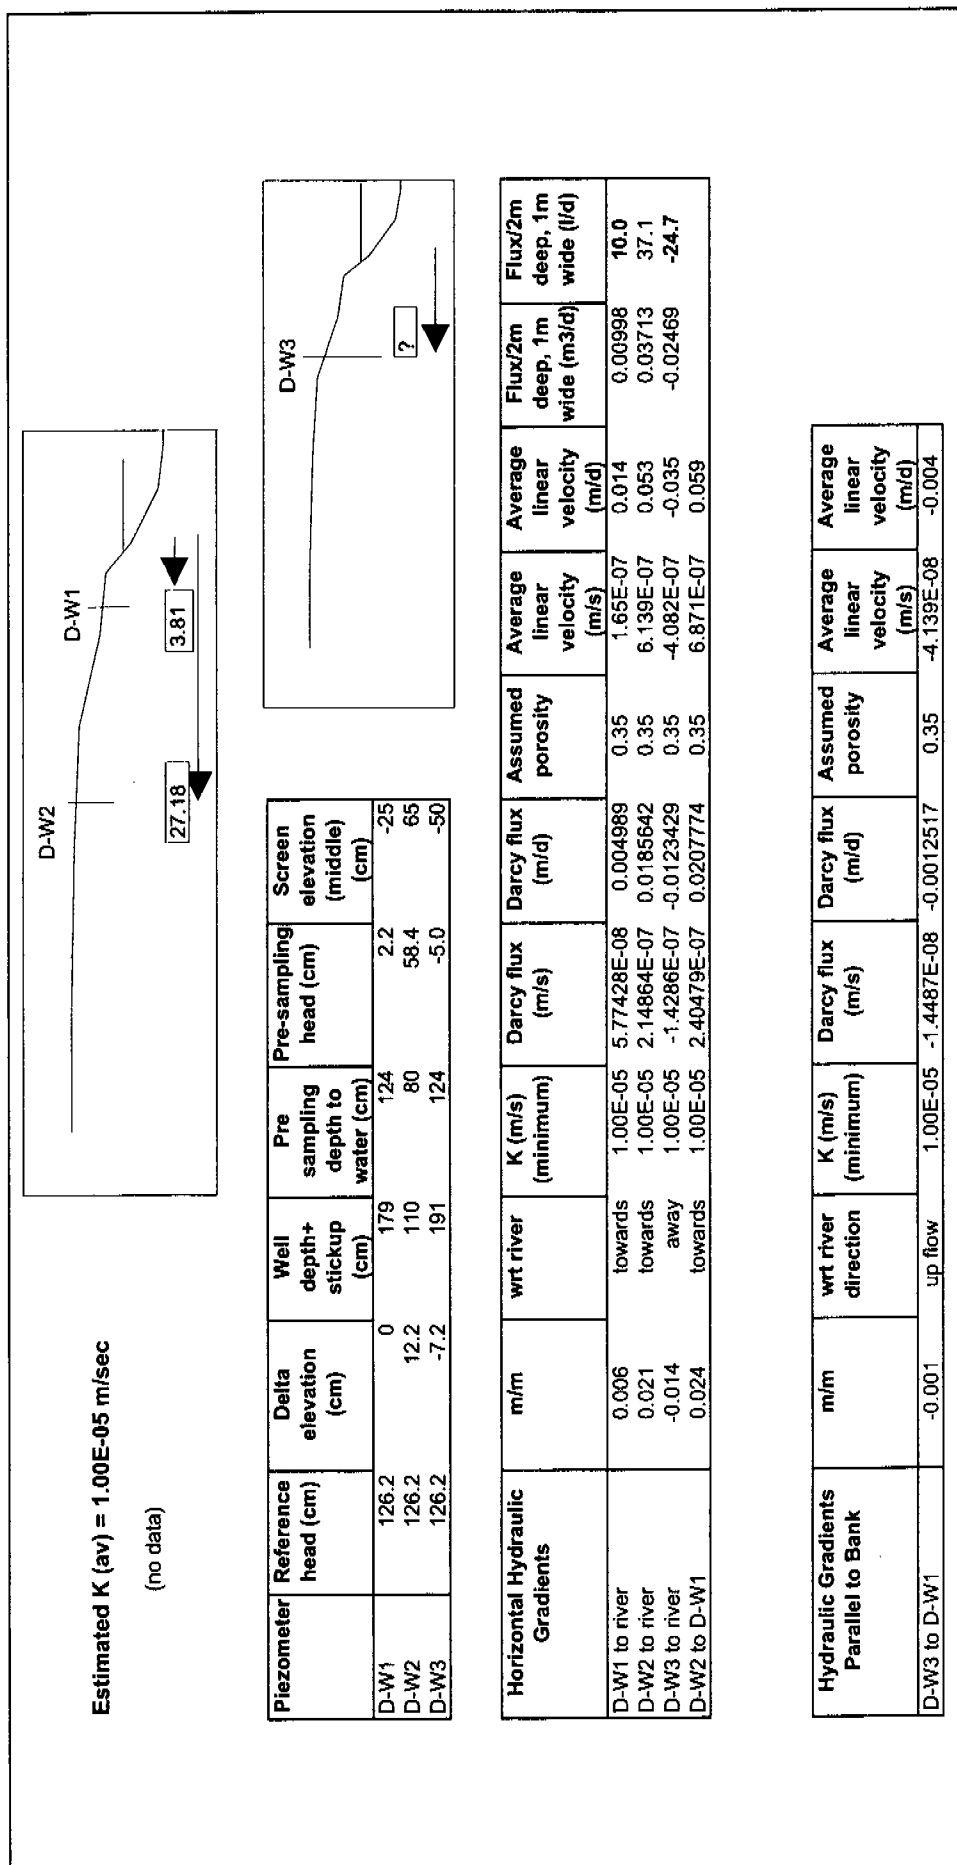 Estimated K (av) = 1.00E-05 m/sec
(no data)
D-W2
D-W1
27.18
3.81
D-W3
?
Piezometer | Reference head (cm) | Delta elevation (cm) | Well depth+ stickup (cm) | Pre sampling depth to water (cm) | Pre-sampling head (cm) | Screen elevation (middle) (cm)
D-W1 | 126.2 | 0 | 179 | 124 | 2.2 | -25
D-W2 | 126.2 | 12.2 | 110 | 80 | 58.4 | 65
D-W3 | 126.2 | -7.2 | 191 | 124 | -5.0 | -50
Horizontal Hydraulic Gradients | m/m | wrt river | K (m/s) (minimum) | Darcy flux (m/s) | Darcy flux (m/d) | Assumed porosity | Average linear velocity (m/s) | Average linear velocity (m/d) | Flux/2m deep, 1m wide (m3/d) | Flux/2m deep, 1m wide (l/d)
D-W1 to river | 0.006 | towards | 1.00E-05 | 5.77428E-08 | 0.004989 | 0.35 | 1.65E-07 | 0.014 | 0.00998 | 10.0
D-W2 to river | 0.021 | towards | 1.00E-05 | 2.14864E-07 | 0.0185642 | 0.35 | 6.139E-07 | 0.053 | 0.03713 | 37.1
D-W3 to river | -0.014 | away | 1.00E-05 | -1.4286E-07 | -0.0123429 | 0.35 | -4.082E-07 | -0.035 | -0.02469 | -24.7
D-W2 to D-W1 | 0.024 | towards | 1.00E-05 | 2.40479E-07 | 0.0207774 | 0.35 | 6.871E-07 | 0.059
Hydraulic Gradients Parallel to Bank | m/m | wrt river direction | K (m/s) (minimum) | Darcy flux (m/s) | Darcy flux (m/d) | Assumed porosity | Average linear velocity (m/s) | Average linear velocity (m/d)
D-W3 to D-W1 | -0.001 | up flow | 1.00E-05 | -1.4487E-08 | -0.0012517 | 0.35 | -4.139E-08 | -0.004